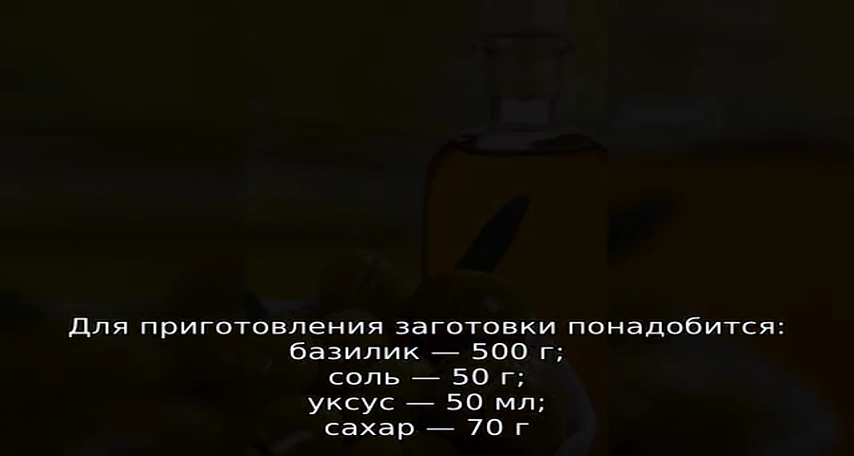 Для приготовления заготовки понадобится:
базилик — 500 г;
соль — 50 г;
уксус — 50 мл;
сахар — 70 г